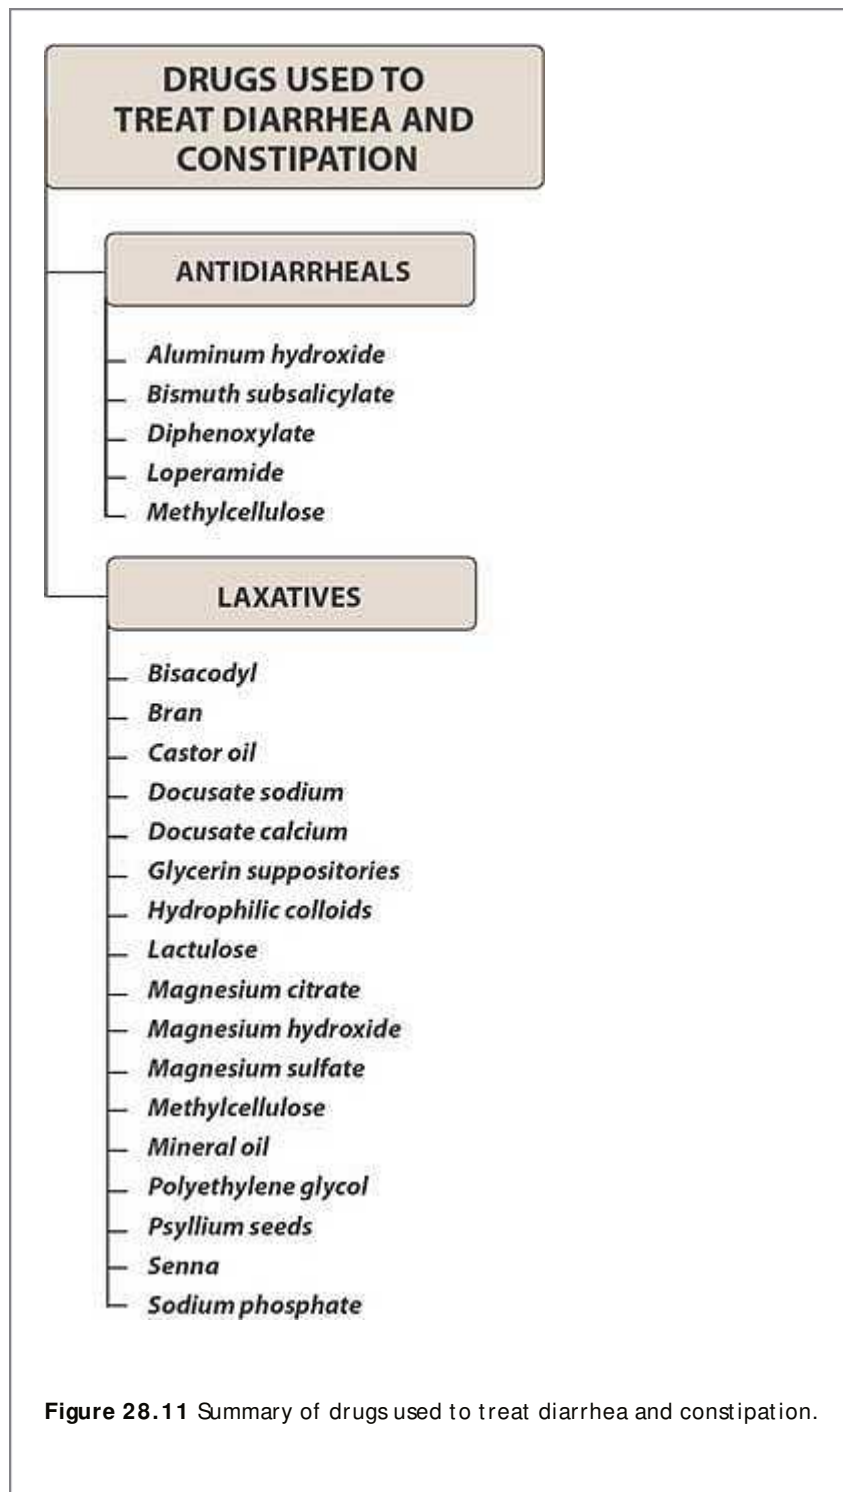 DRUGS USED TO
TREAT DIARRHEA AND
CONSTIPATION
ANTIDIARRHEALS
Aluminum hydroxide
Bismuth subsalicylate
Diphenoxylate
Loperamide
Methylcellulose
LAXATIVES
Bisacodyl
Bran
Castor oil
Docusate sodium
Docusate calcium
Glycerin suppositories
Hydrophilic colloids
Lactulose
Magnesium citrate
Magnesium hydroxide
Magnesium sulfate
Methylcellulose
Mineral oil
Polyethylene glycol
Psyllium seeds
Senna
Sodium phosphate
Figure 28.11 Summary of drugs used to treat diarrhea and constipation.